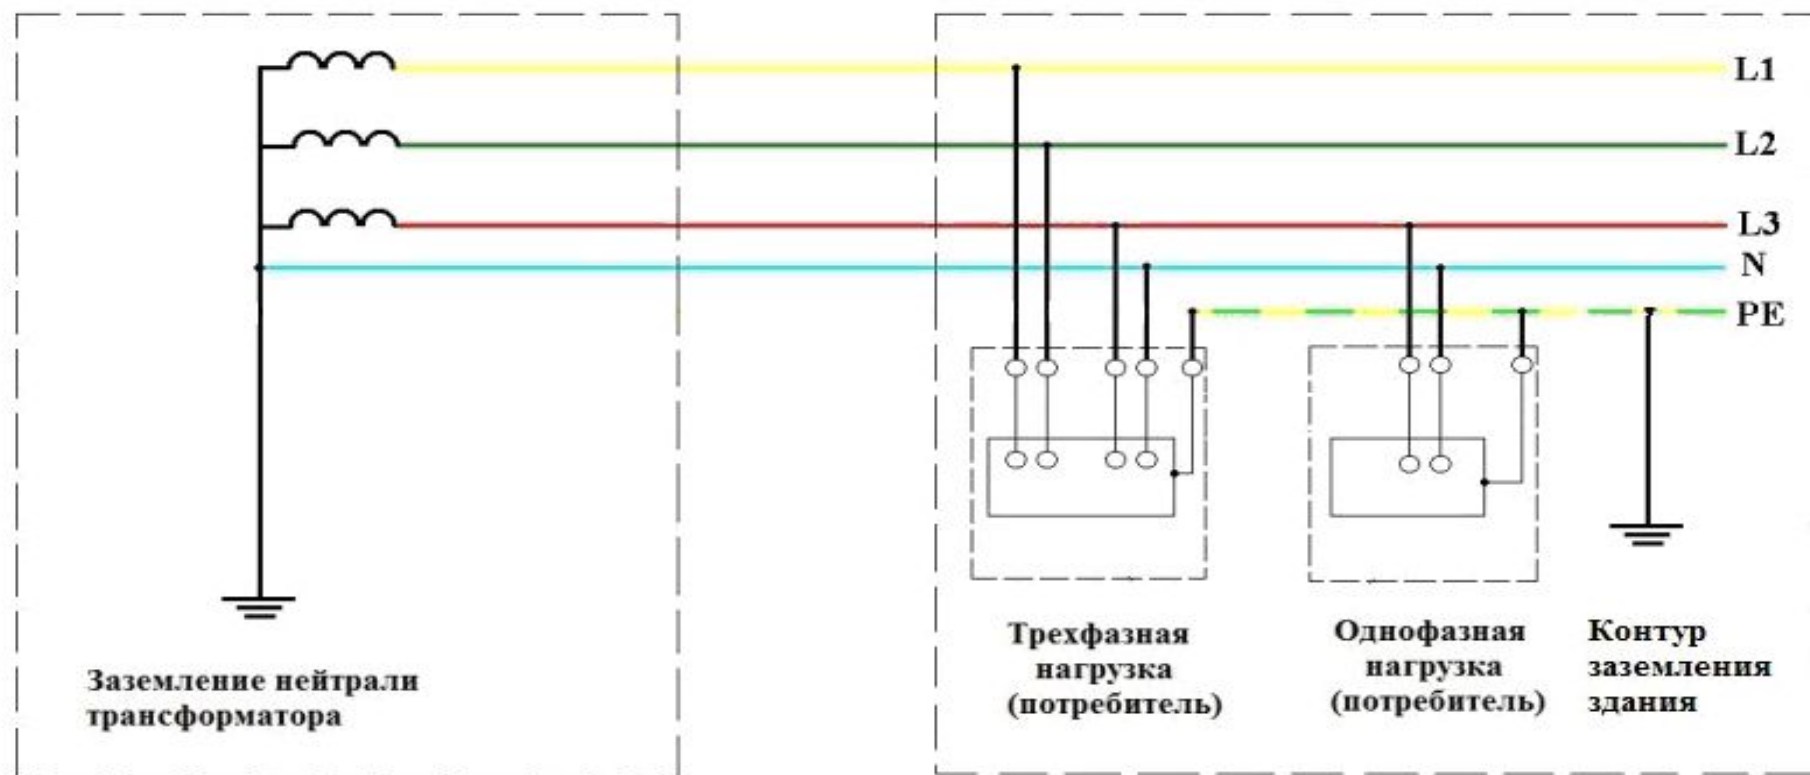 L1
L2
L3
N
PE
Трехфазная
нагрузка
(потребитель)
Однофазная
нагрузка
(потребитель)
Контур
заземления
здания
Заземление нейтрали
трансформатора